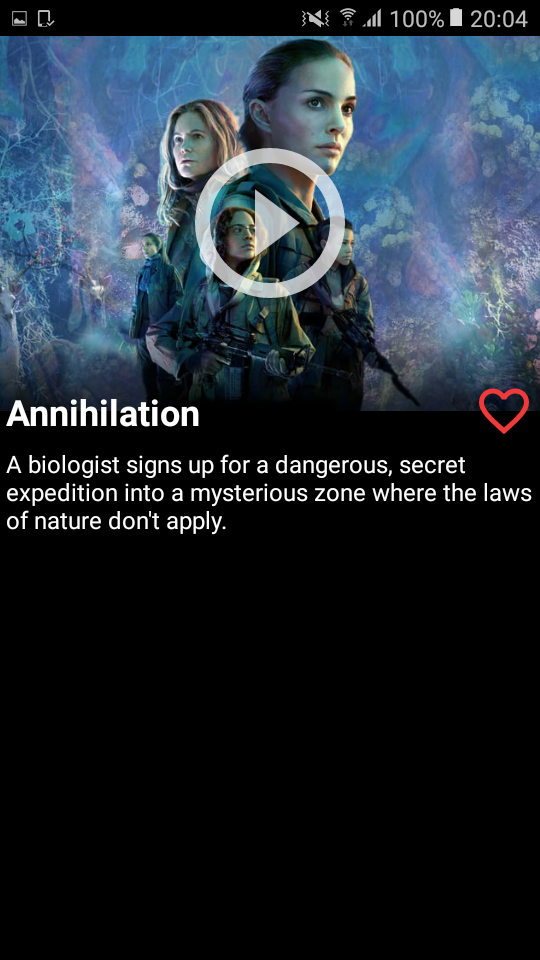 100% 20:04
Annihilation
A biologist signs up for a dangerous, secret
expedition into a mysterious zone where the laws
of nature don't apply.